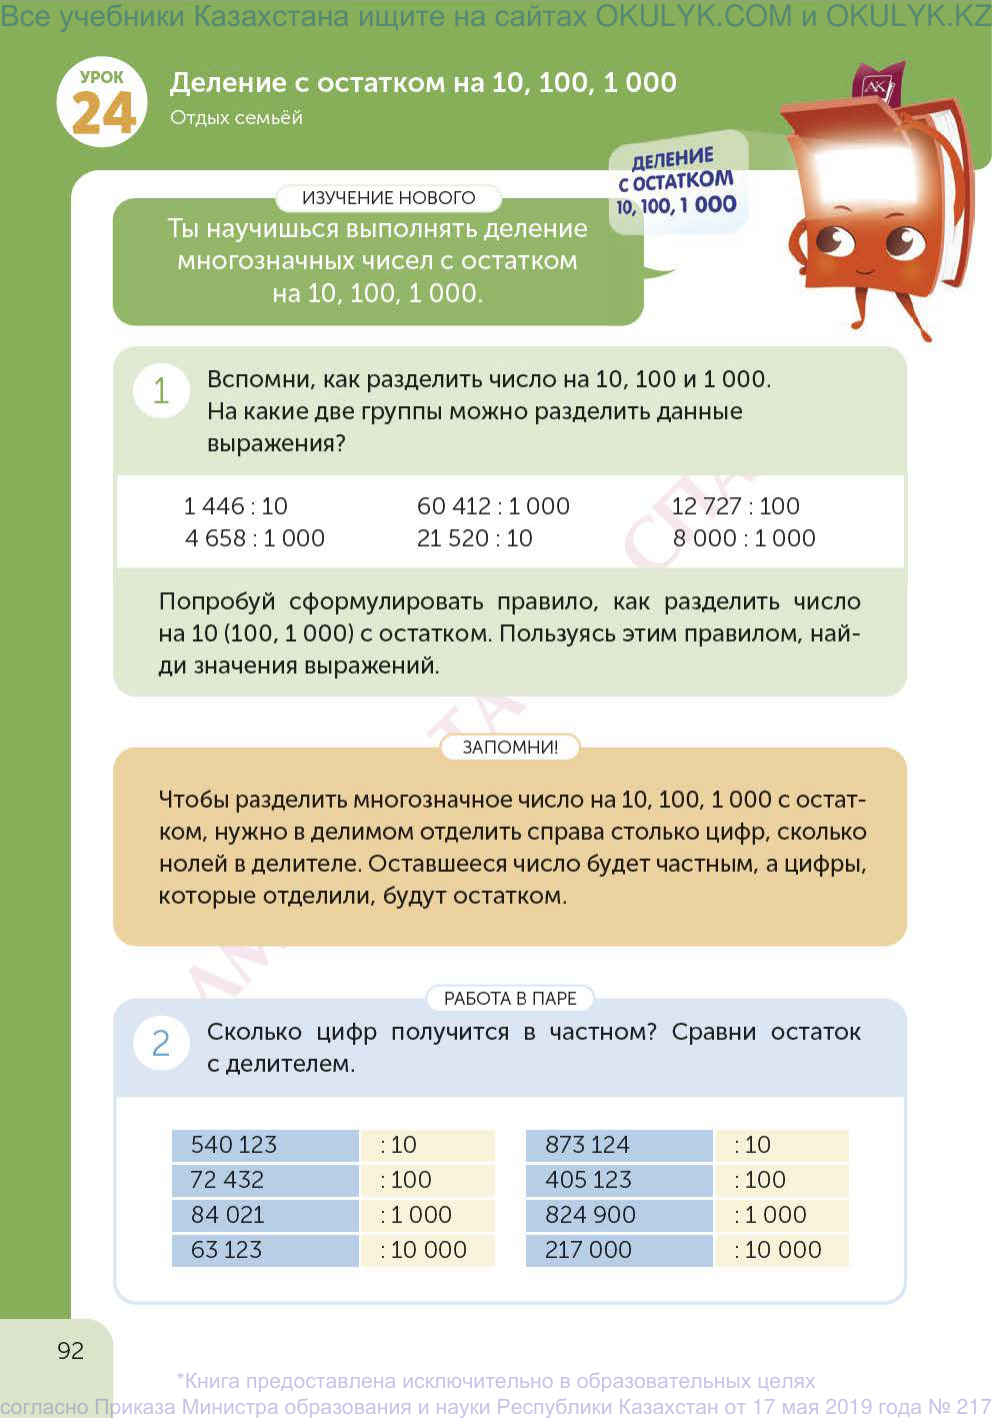 Все учебники Казахстана ищите на сайтах OKULYK.COM и OKULYK.KZ
УРОК
24
Деление с остатком на 10, 100, 1 000
Отдых семьёй
АК
ДЕЛЕНИЕ
С ОСТАТКОМ
10, 100, 1 000
ИЗУЧЕНИЕ НОВОГО
Ты научишься выполнять деление
многозначных чисел с остатком
на 10, 100, 1 000.
1
Вспомни, как разделить число на 10, 100 и 1 000.
На какие две группы можно разделить данные
выражения?
1 446 : 10 60 412 : 1 000 12 727 : 100
4 658 : 1 000 21 520 : 10 8 000 : 1 000
Попробуй сформулировать правило, как разделить число
на 10 (100, 1 000) с остатком. Пользуясь этим правилом, най-
ди значения выражений.
ЗАПОМНИ!
Чтобы разделить многозначное число на 10, 100, 1 000 с остат-
ком, нужно в делимом отделить справа столько цифр, сколько
нолей в делителе. Оставшееся число будет частным, а цифры,
которые отделили, будут остатком.
РАБОТА В ПАРЕ
2
Сколько цифр получится в частном? Сравни остаток
с делителем.
540 123 : 10 873 124 : 10
72 432 : 100 405 123 : 100
84 021 : 1 000 824 900 : 1 000
63 123 : 10 000 217 000 : 10 000
92
*Книга предоставлена исключительно в образовательных целях
согласно Приказа Министра образования и науки Республики Казахстан от 17 мая 2019 года № 217